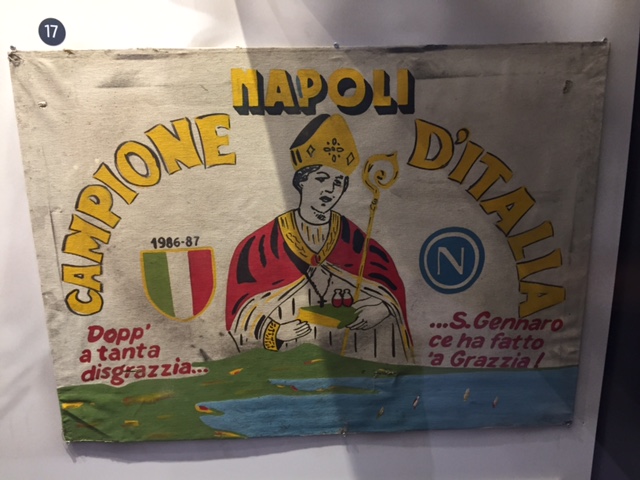 17
NAPOLI
CAMPIONE D'ITALIA
1986-87
N
Dopp'
a tanta
disgrazzia...
...S. Gennaro
ce ha fatto
'a Grazzia!